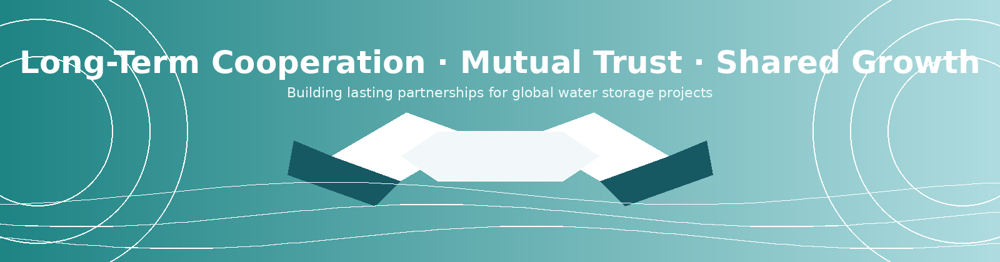 Long-Term Cooperation · Mutual Trust · Shared Growth
Building lasting partnerships for global water storage projects